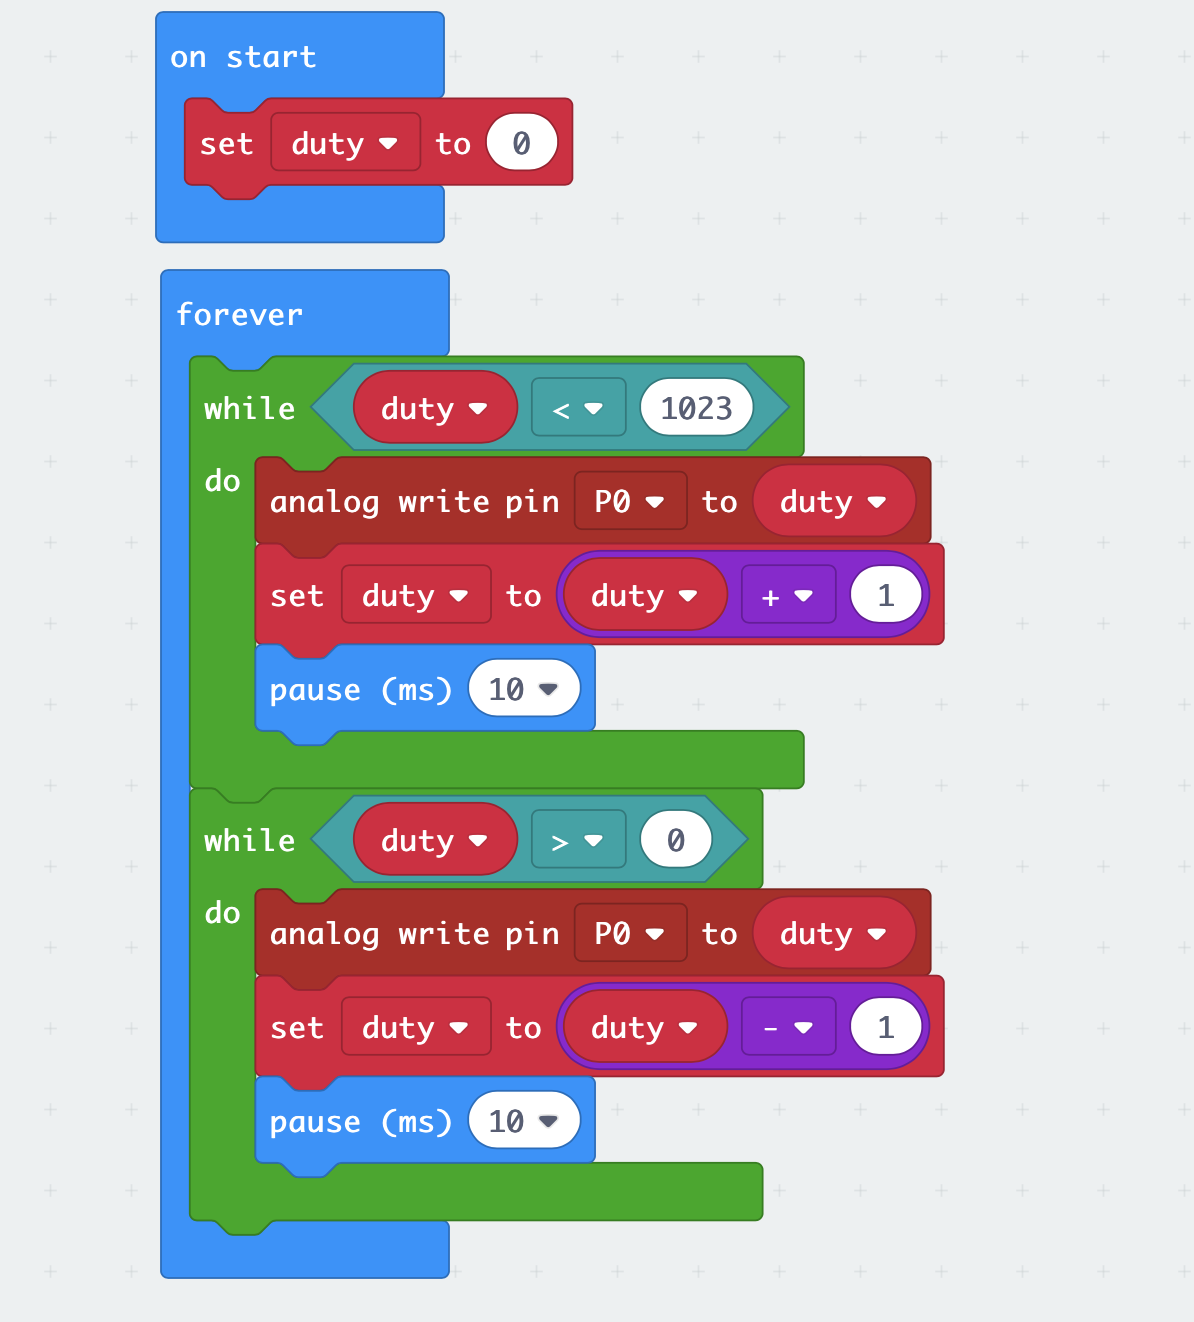 on start
set duty to 0
forever
while duty < 1023
do
analog write pin P0 to duty
set duty to duty + 1
pause (ms) 10
while duty > 0
do
analog write pin P0 to duty
set duty to duty - 1
pause (ms) 10